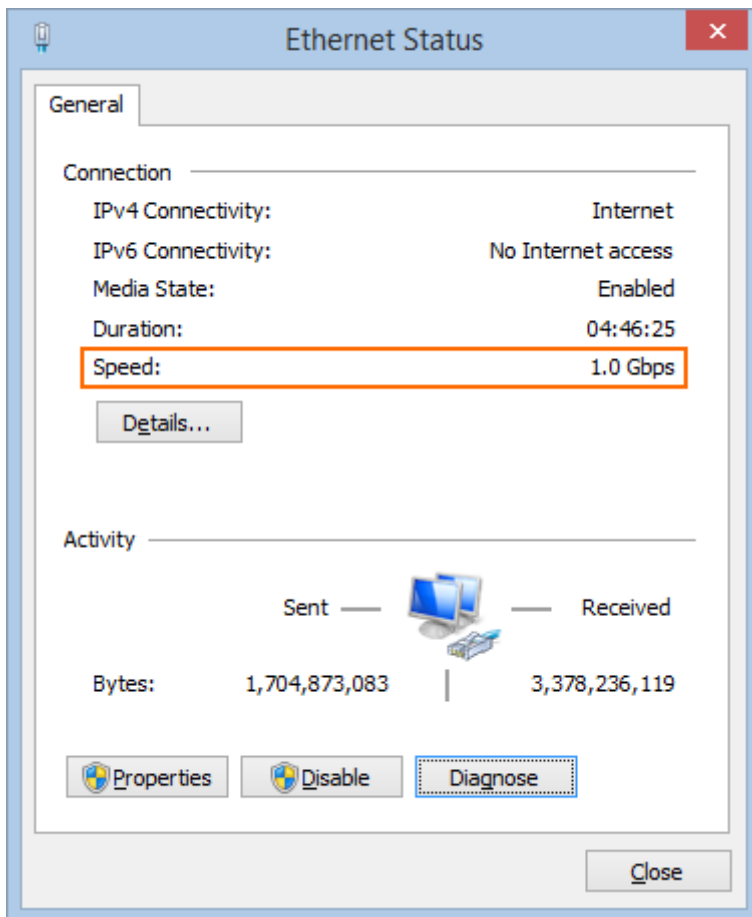 Ethernet Status
General
Connection
IPv4 Connectivity: Internet
IPv6 Connectivity: No Internet access
Media State: Enabled
Duration: 04:46:25
Speed: 1.0 Gbps
Details...
Activity
Sent Received
Bytes: 1,704,873,083 3,378,236,119
Properties Disable Diagnose
Close